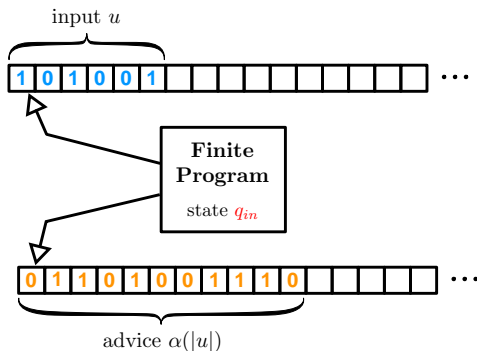 input u
1 0 1 0 0 1 ...
Finite
Program
state q_in
0 1 1 0 1 0 0 1 1 1 0 ...
advice α(|u|)